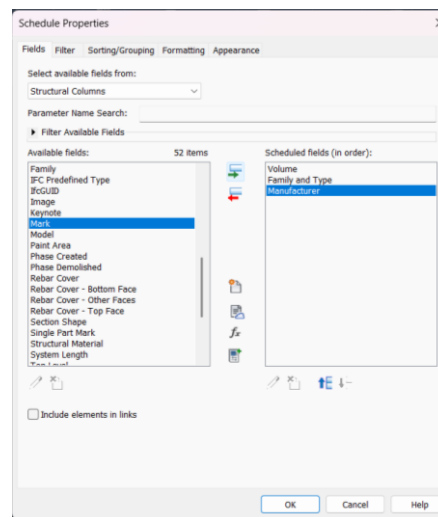 Schedule Properties
Fields Filter Sorting/Grouping Formatting Appearance
Select available fields from:
Structural Columns
Parameter Name Search:
Filter Available Fields
Available fields: 52 items
Family
IFC Predefined Type
IfcGUID
Image
Keynote
Mark
Model
Paint Area
Phase Created
Phase Demolished
Rebar Cover
Rebar Cover - Bottom Face
Rebar Cover - Other Faces
Rebar Cover - Top Face
Section Shape
Single Part Mark
Structural Material
System Length
Top Level
Scheduled fields (in order):
Volume
Family and Type
Manufacturer
fx
Include elements in links
OK Cancel Help